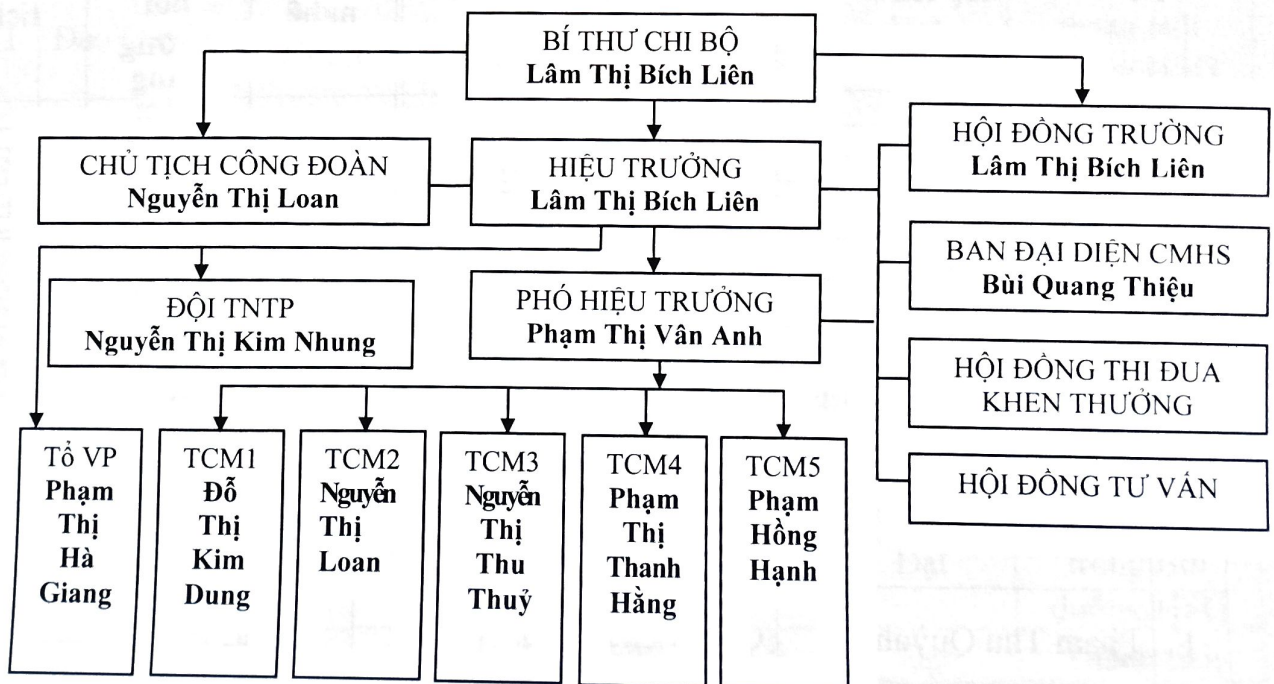 BÍ THƯ CHI BỘ
Lâm Thị Bích Liên
CHỦ TỊCH CÔNG ĐOÀN
Nguyễn Thị Loan
HIỆU TRƯỞNG
Lâm Thị Bích Liên
HỘI ĐỒNG TRƯỜNG
Lâm Thị Bích Liên
BAN ĐẠI DIỆN CMHS
Bùi Quang Thiệu
ĐỘI TNTP
Nguyễn Thị Kim Nhung
PHÓ HIỆU TRƯỞNG
Phạm Thị Vân Anh
HỘI ĐỒNG THI ĐUA
KHEN THƯỞNG
HỘI ĐỒNG TƯ VẤN
Tổ VP
Phạm
Thị
Hà
Giang
TCM1
Đỗ
Thị
Kim
Dung
TCM2
Nguyễn
Thị
Loan
TCM3
Nguyễn
Thị
Thu
Thuỷ
TCM4
Phạm
Thị
Thanh
Hằng
TCM5
Phạm
Hồng
Hạnh